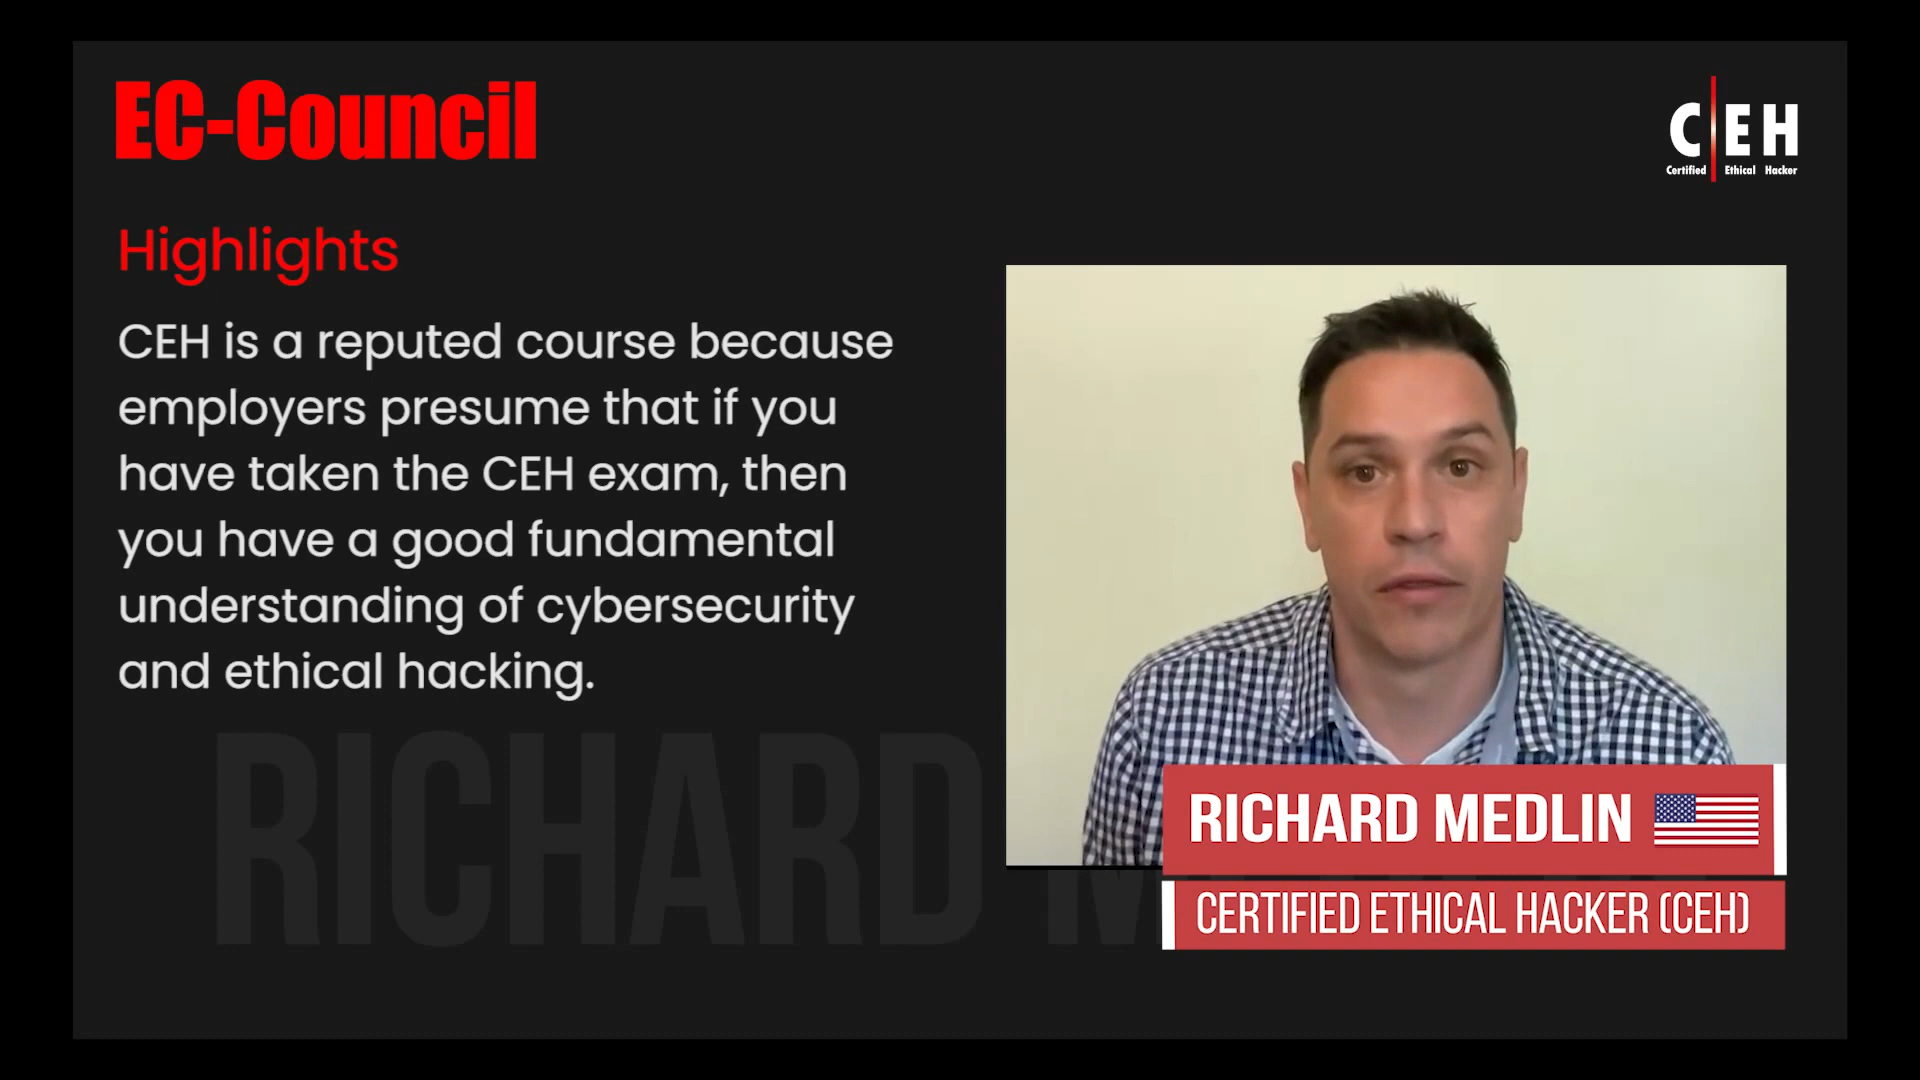 EC-Council
C|EH
Certified Ethical Hacker
Highlights
CEH is a reputed course because
employers presume that if you
have taken the CEH exam, then
you have a good fundamental
understanding of cybersecurity
and ethical hacking.
RICHARD M
RICHARD MEDLIN
CERTIFIED ETHICAL HACKER (CEH)